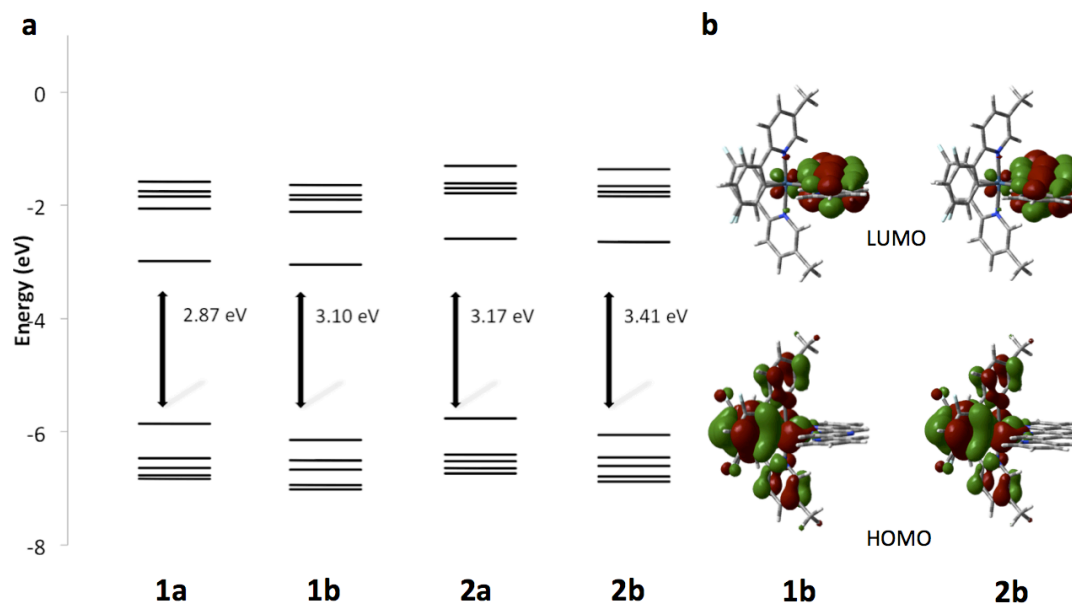 a
b
0
-2
-4
-6
-8
Energy (eV)
2.87 eV
3.10 eV
3.17 eV
3.41 eV
1a
1b
2a
2b
LUMO
HOMO
1b
2b